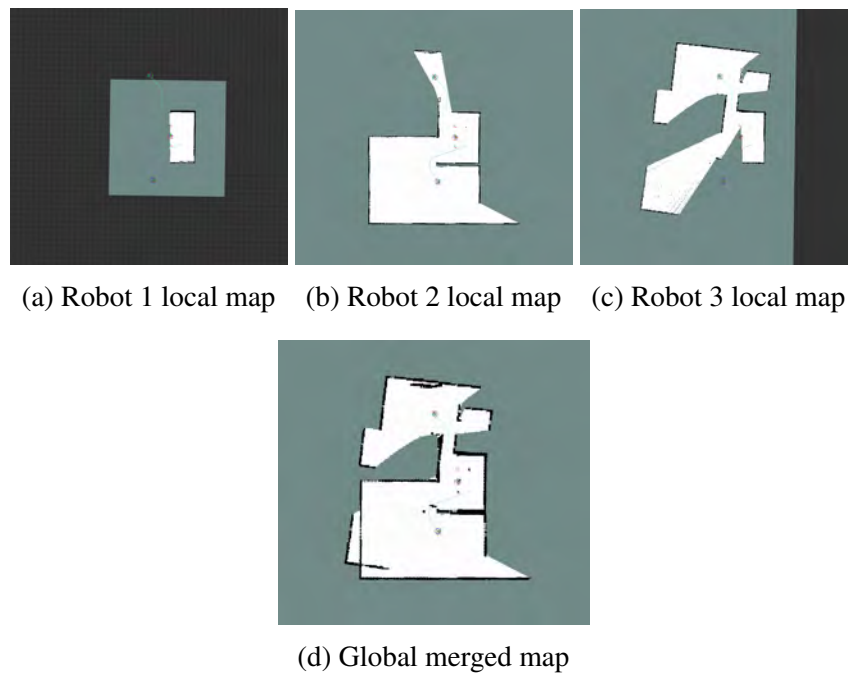 (a) Robot 1 local map
(b) Robot 2 local map
(c) Robot 3 local map
(d) Global merged map